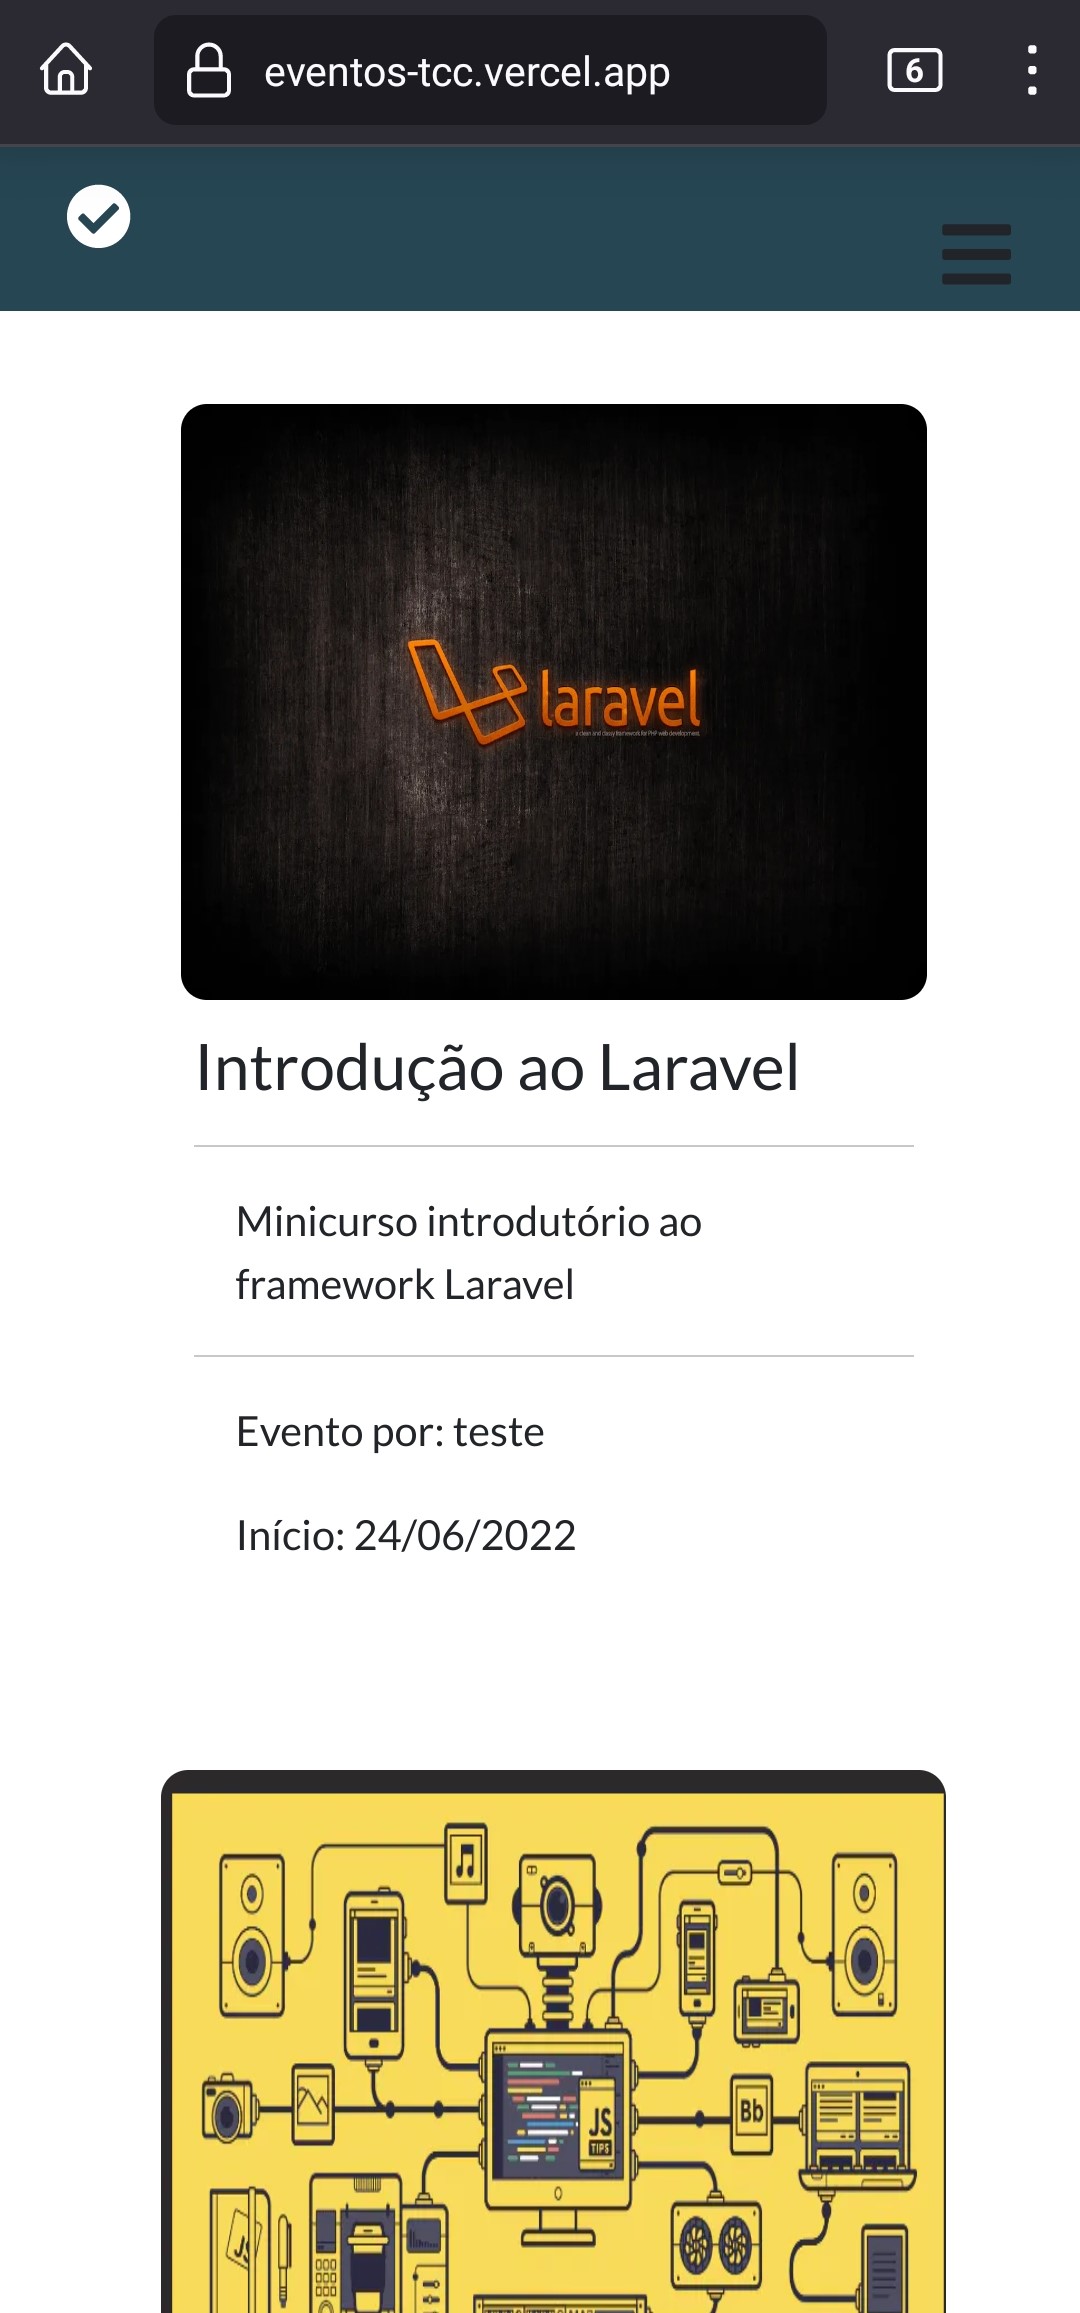 eventos-tcc.vercel.app
6
laravel
a clean and classy framework for PHP web development.
Introdução ao Laravel
Minicurso introdutório ao
framework Laravel
Evento por: teste
Início: 24/06/2022
JS
TIPS
Bb
JS